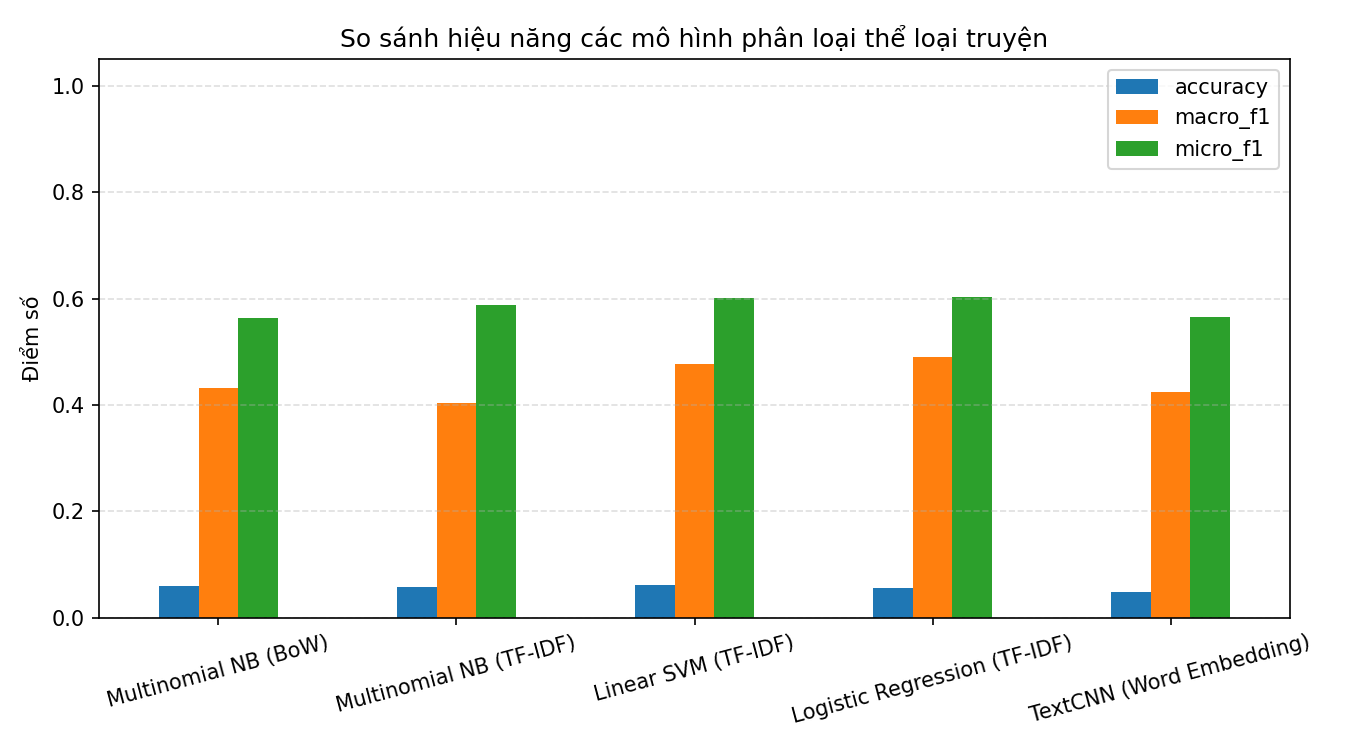 So sánh hiệu năng các mô hình phân loại thể loại truyện
accuracy
macro_f1
micro_f1
Điểm số
1.0
0.8
0.6
0.4
0.2
0.0
Multinomial NB (BoW)
Multinomial NB (TF-IDF)
Linear SVM (TF-IDF)
Logistic Regression (TF-IDF)
TextCNN (Word Embedding)